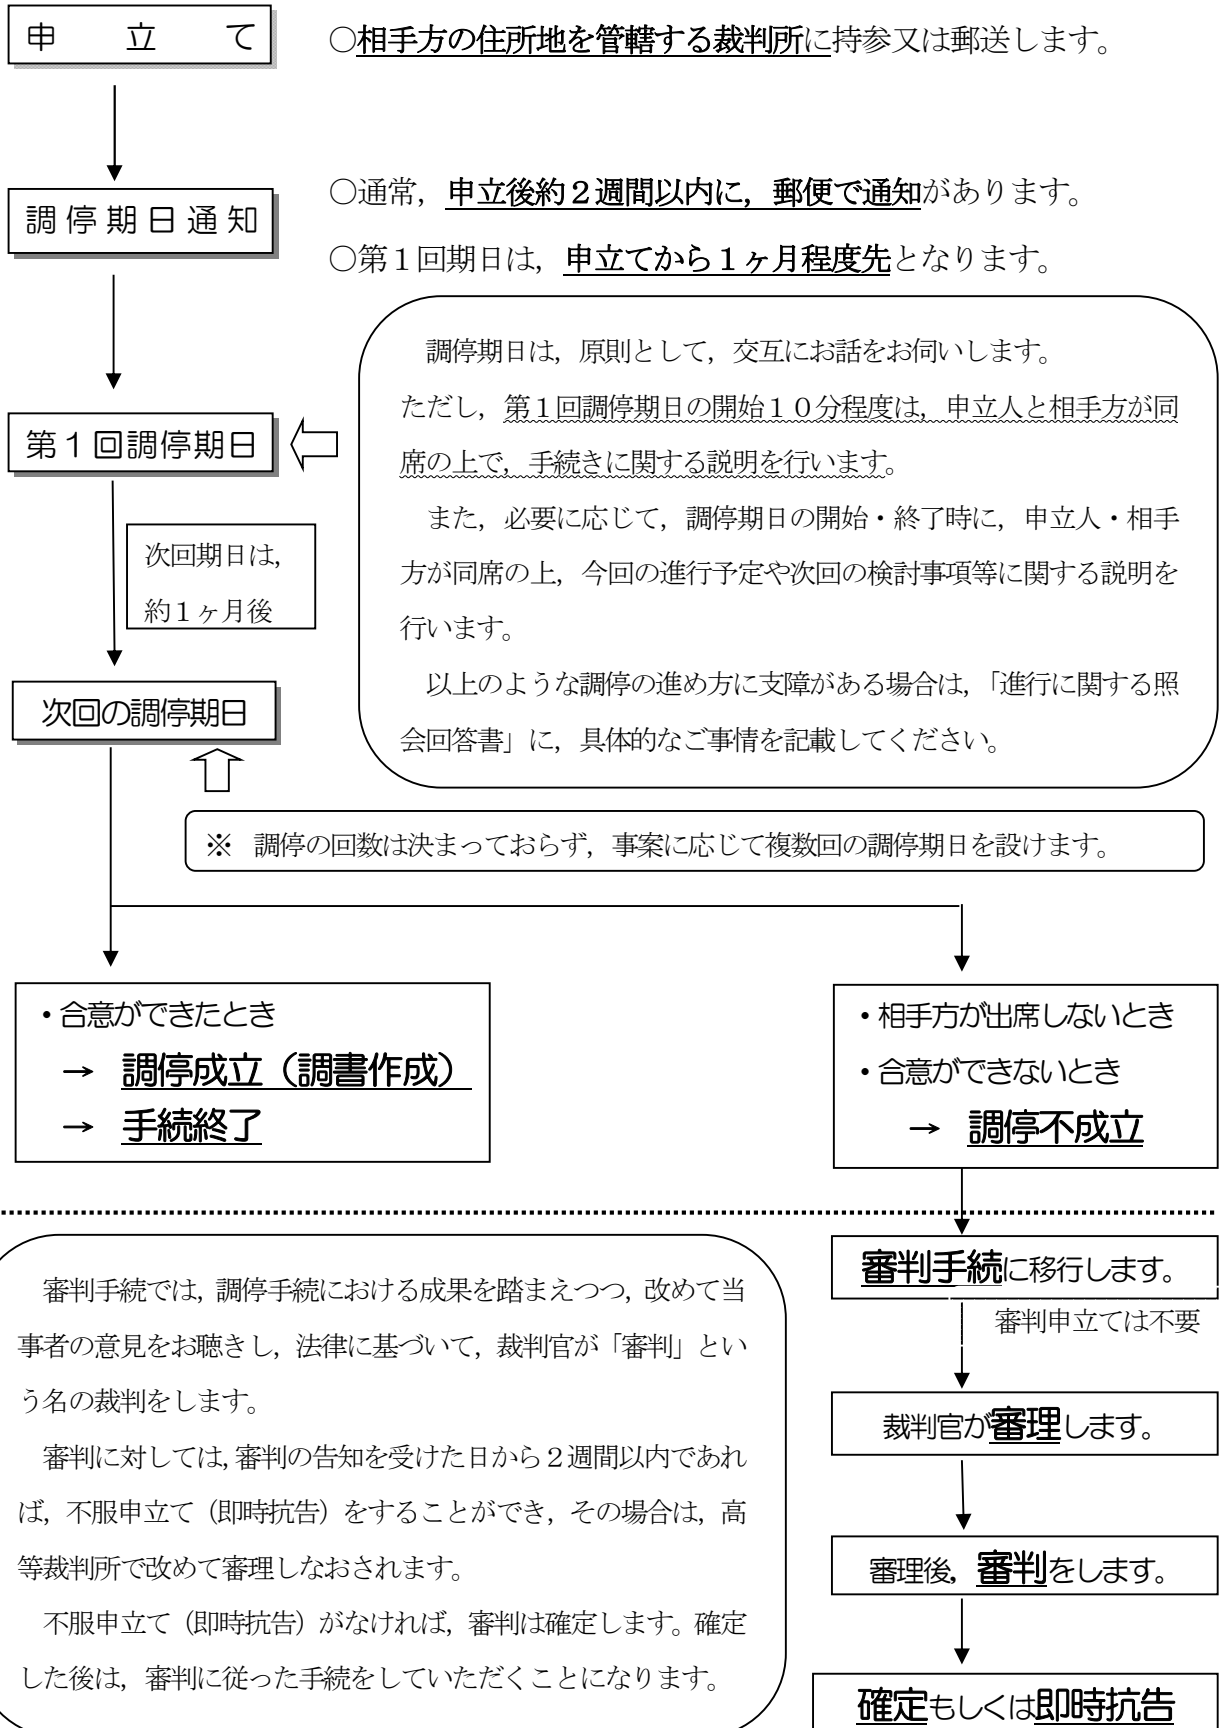 申　立　て
○相手方の住所地を管轄する裁判所に持参又は郵送します。
調停期日通知
○通常，申立後約２週間以内に，郵便で通知があります。
○第１回期日は，申立てから１ヶ月程度先となります。
第１回調停期日
調停期日は，原則として，交互にお話をお伺いします。
ただし，第１回調停期日の開始１０分程度は，申立人と相手方が同
席の上で，手続きに関する説明を行います。
また，必要に応じて，調停期日の開始・終了時に，申立人・相手
方が同席の上，今回の進行予定や次回の検討事項等に関する説明を
行います。
以上のような調停の進め方に支障がある場合は，「進行に関する照
会回答書」に，具体的なご事情を記載してください。
次回期日は，
約１ヶ月後
次回の調停期日
※　調停の回数は決まっておらず，事案に応じて複数回の調停期日を設けます。
・合意ができたとき
→　調停成立（調書作成）
→　手続終了
・相手方が出席しないとき
・合意ができないとき
→　調停不成立
審判手続に移行します。
審判申立ては不要
裁判官が審理します。
審理後，審判をします。
確定もしくは即時抗告
審判手続では，調停手続における成果を踏まえつつ，改めて当
事者の意見をお聴きし，法律に基づいて，裁判官が「審判」とい
う名の裁判をします。
審判に対しては，審判の告知を受けた日から２週間以内であれ
ば，不服申立て（即時抗告）をすることができ，その場合は，高
等裁判所で改めて審理しなおされます。
不服申立て（即時抗告）がなければ，審判は確定します。確定
した後は，審判に従った手続をしていただくことになります。